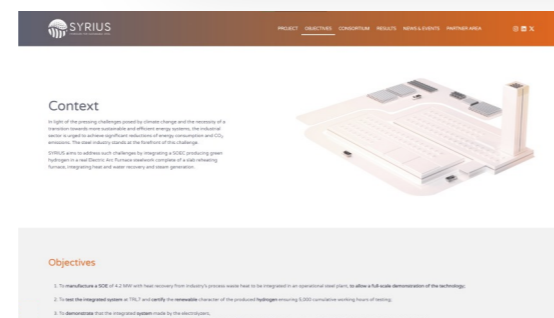 SYRIUS
PROJECT OBJECTIVES CONSORTIUM RESULTS NEWS & EVENTS PARTNER AREA
Context
In light of the pressing challenges posed by climate change and the necessity of a
transition towards more sustainable and efficient energy systems, the industrial
sector is urged to achieve significant reductions of energy consumption and CO₂
emissions. The steel industry stands at the forefront of this challenge.
SYRIUS aims to address such challenges by integrating a SOEC producing green
hydrogen in a real Electric Arc Furnace steelwork complete of a slab reheating
furnace, integrating heat and water recovery and steam generation.
Objectives
1. To manufacture a SOE of 4.2 MW with heat recovery from industry's process waste heat to be integrated in an operational steel plant, to allow a full-scale demonstration of the technology;
2. To test the integrated system at TRL7 and certify the renewable character of the produced hydrogen ensuring 6,000 cumulative working hours of testing;
3. To demonstrate that the integrated system made by the electrolyzers,